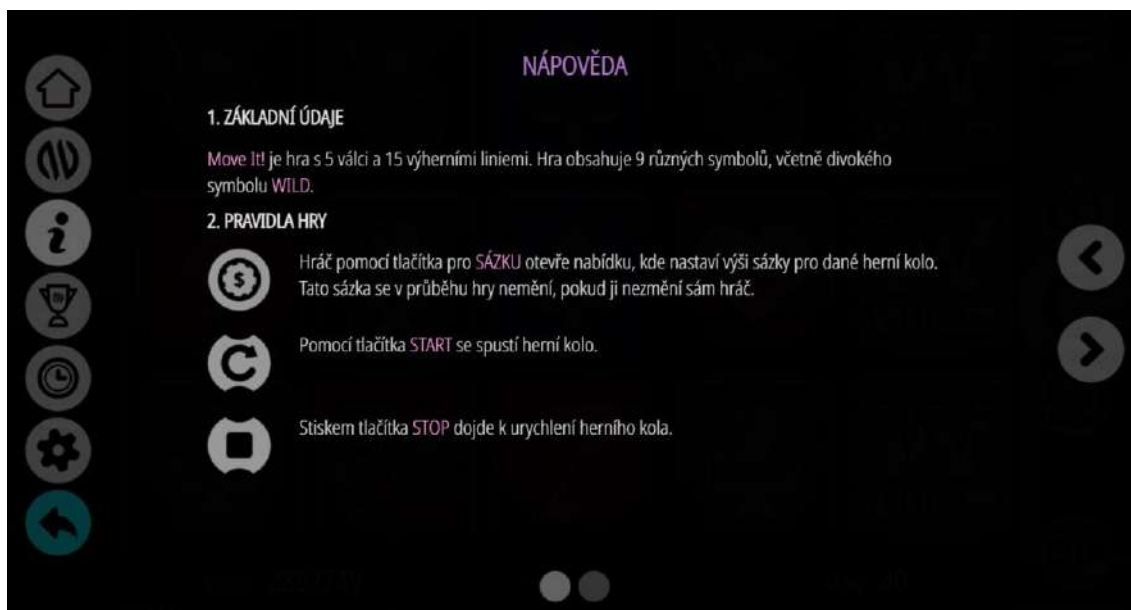 NÁPOVĚDA
1. ZÁKLADNÍ ÚDAJE
Move It! je hra s 5 válci a 15 výherními liniemi. Hra obsahuje 9 různých symbolů, včetně divokého
symbolu WILD.
2. PRAVIDLA HRY
Hráč pomocí tlačítka pro SÁZKU otevře nabídku, kde nastaví výši sázky pro dané herní kolo.
Tato sázka se v průběhu hry nemění, pokud ji nezmění sám hráč.
Pomocí tlačítka START se spustí herní kolo.
Stiskem tlačítka STOP dojde k urychlení herního kola.